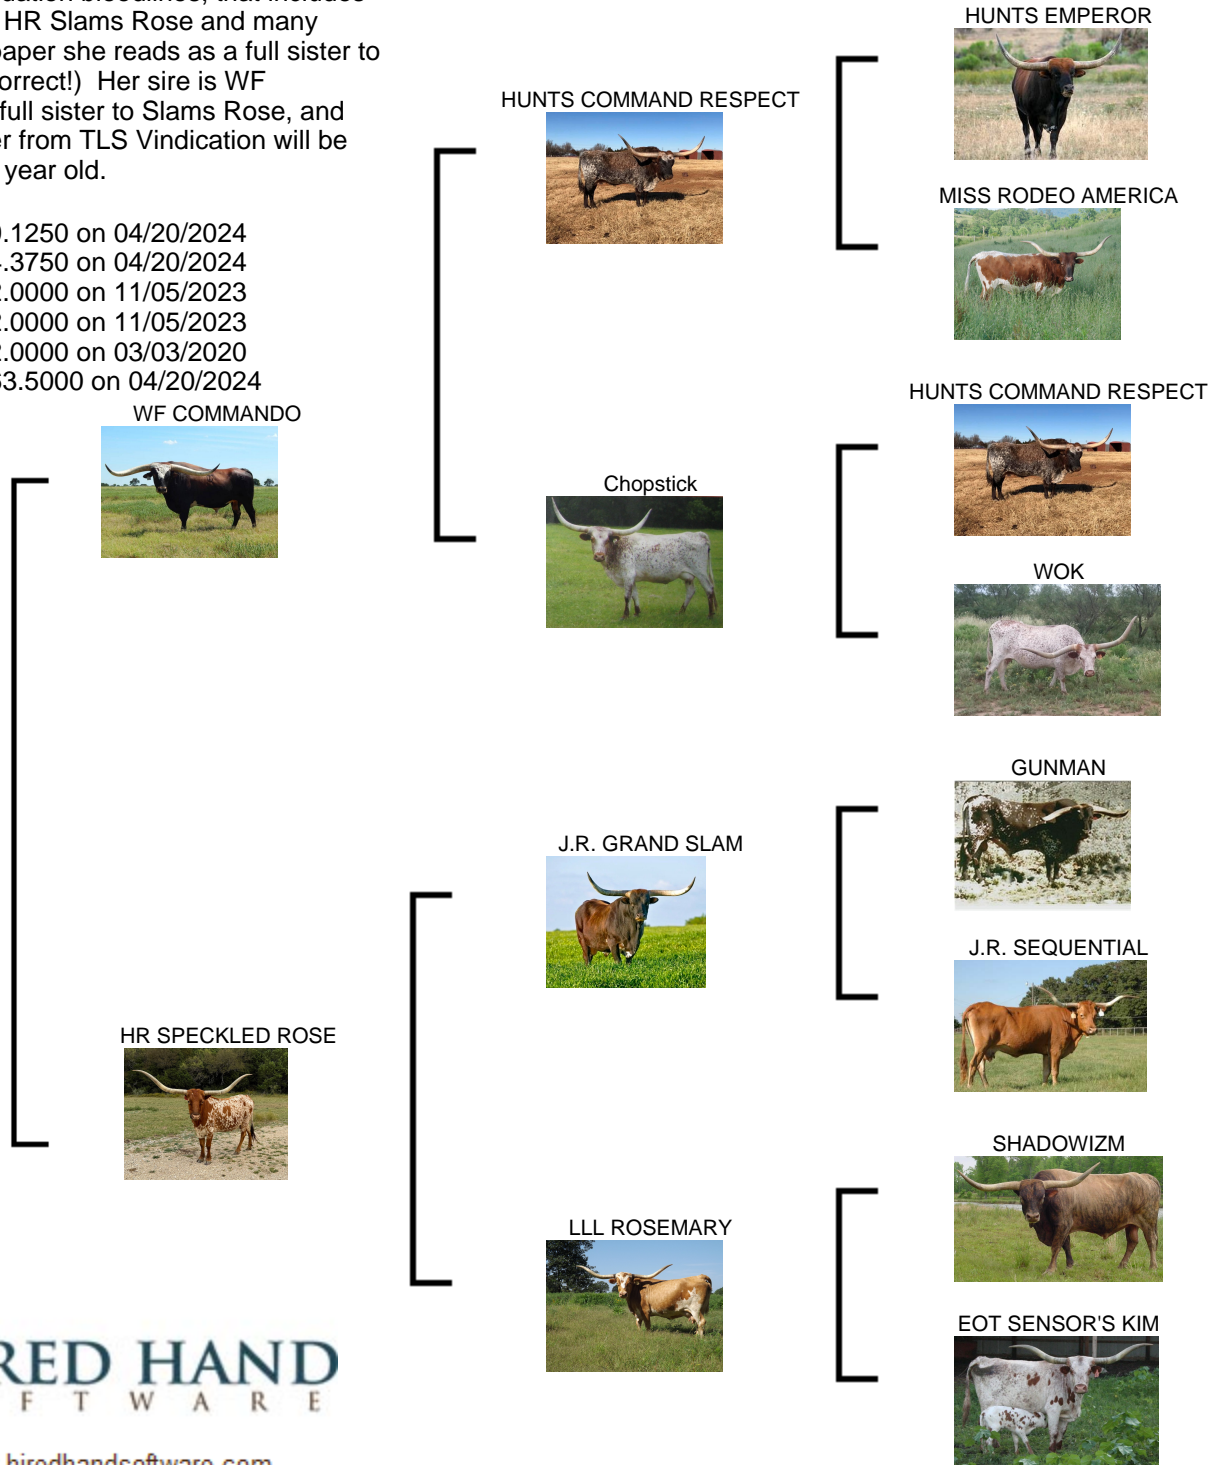 HR Slams Rose and many
paper she reads as a full sister to
correct!) Her sire is WF
full sister to Slams Rose, and
from TLS Vindication will be
year old.
.1250 on 04/20/2024
.3750 on 04/20/2024
.0000 on 11/05/2023
.0000 on 11/05/2023
.0000 on 03/03/2020
63.5000 on 04/20/2024
WF COMMANDO
HR SPECKLED ROSE
HUNTS COMMAND RESPECT
Chopstick
J.R. GRAND SLAM
LLL ROSEMARY
HUNTS EMPEROR
MISS RODEO AMERICA
HUNTS COMMAND RESPECT
WOK
GUNMAN
J.R. SEQUENTIAL
SHADOWIZM
EOT SENSOR'S KIM
RED HAND
F T W A R E
hiredhandsoftware.com